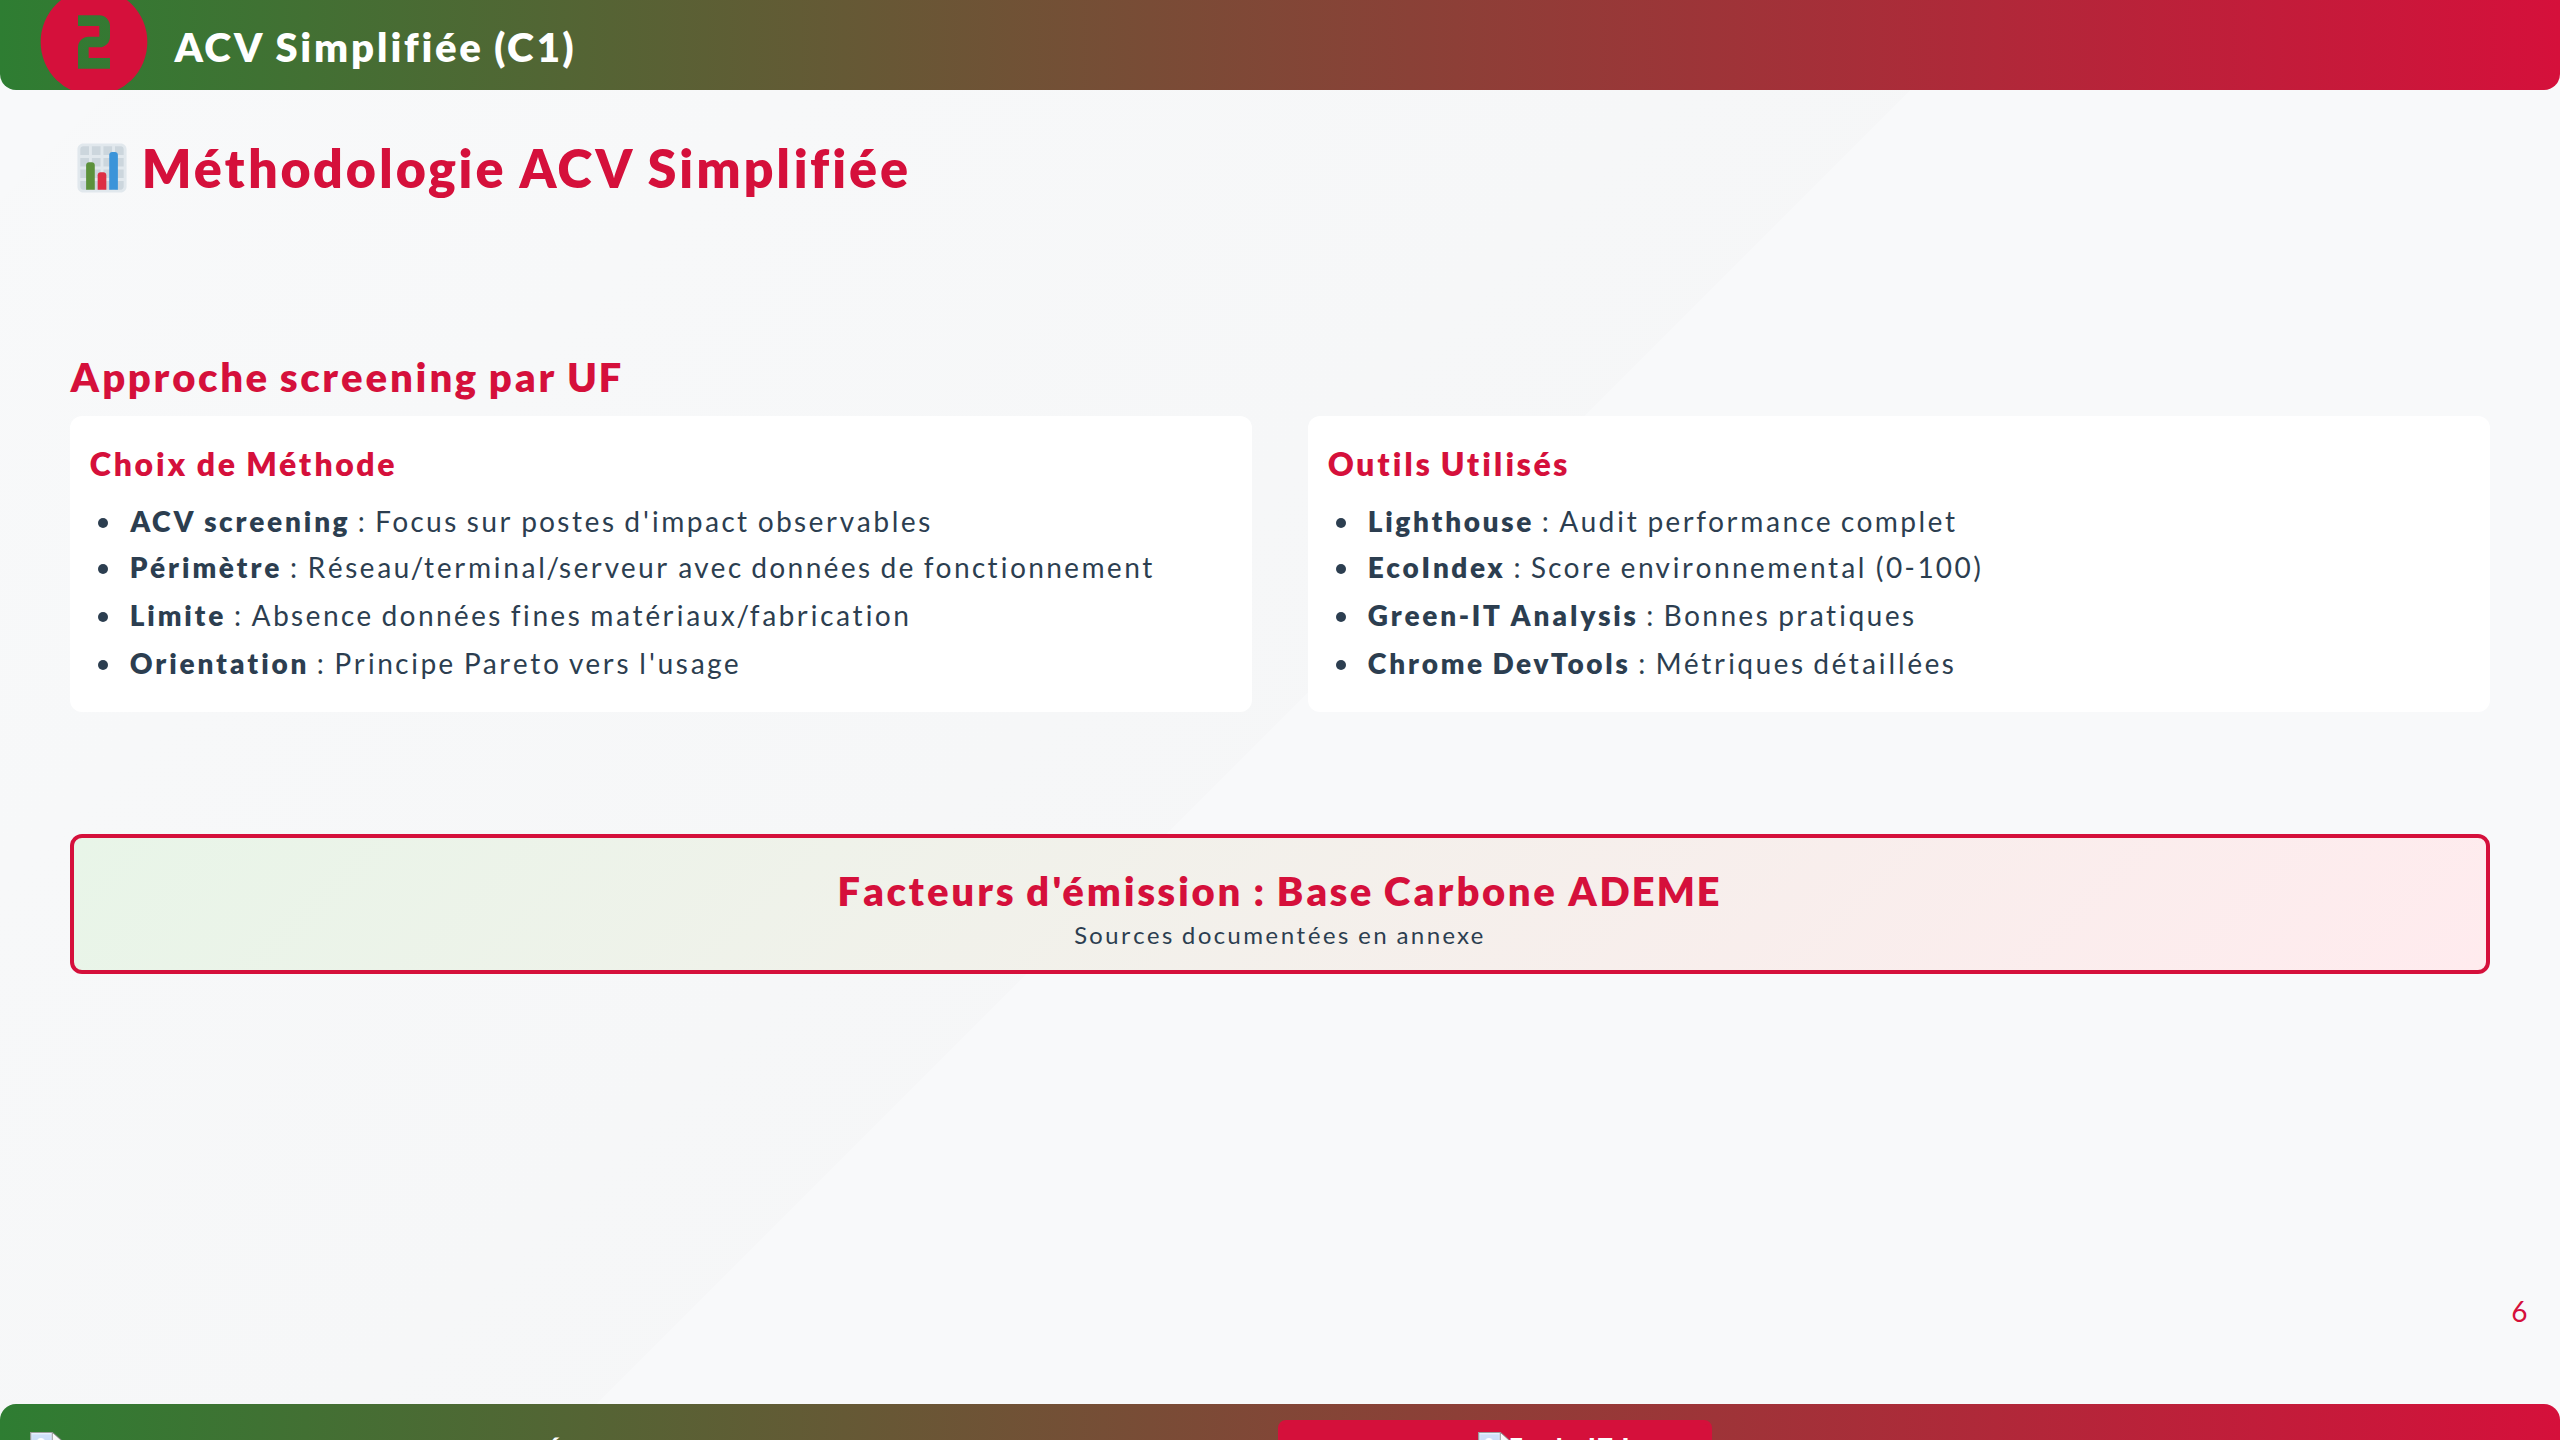 2
ACV Simplifiée (C1)
Méthodologie ACV Simplifiée
Approche screening par UF
Choix de Méthode
• ACV screening : Focus sur postes d'impact observables
• Périmètre : Réseau/terminal/serveur avec données de fonctionnement
• Limite : Absence données fines matériaux/fabrication
• Orientation : Principe Pareto vers l'usage
Outils Utilisés
• Lighthouse : Audit performance complet
• EcoIndex : Score environnemental (0-100)
• Green-IT Analysis : Bonnes pratiques
• Chrome DevTools : Métriques détaillées
Facteurs d'émission : Base Carbone ADEME
Sources documentées en annexe
6